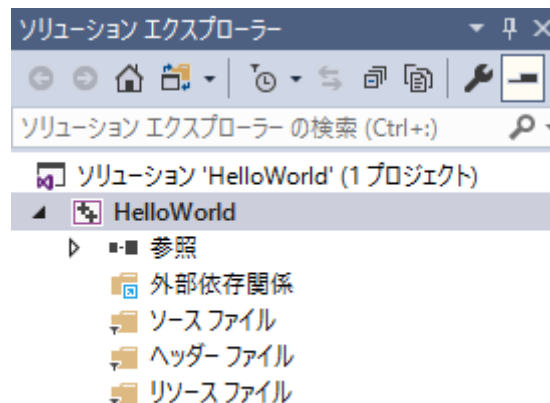 ソリューション エクスプローラー
ソリューション エクスプローラー の検索 (Ctrl+:)
ソリューション 'HelloWorld' (1 プロジェクト)
HelloWorld
参照
外部依存関係
ソース ファイル
ヘッダー ファイル
リソース ファイル